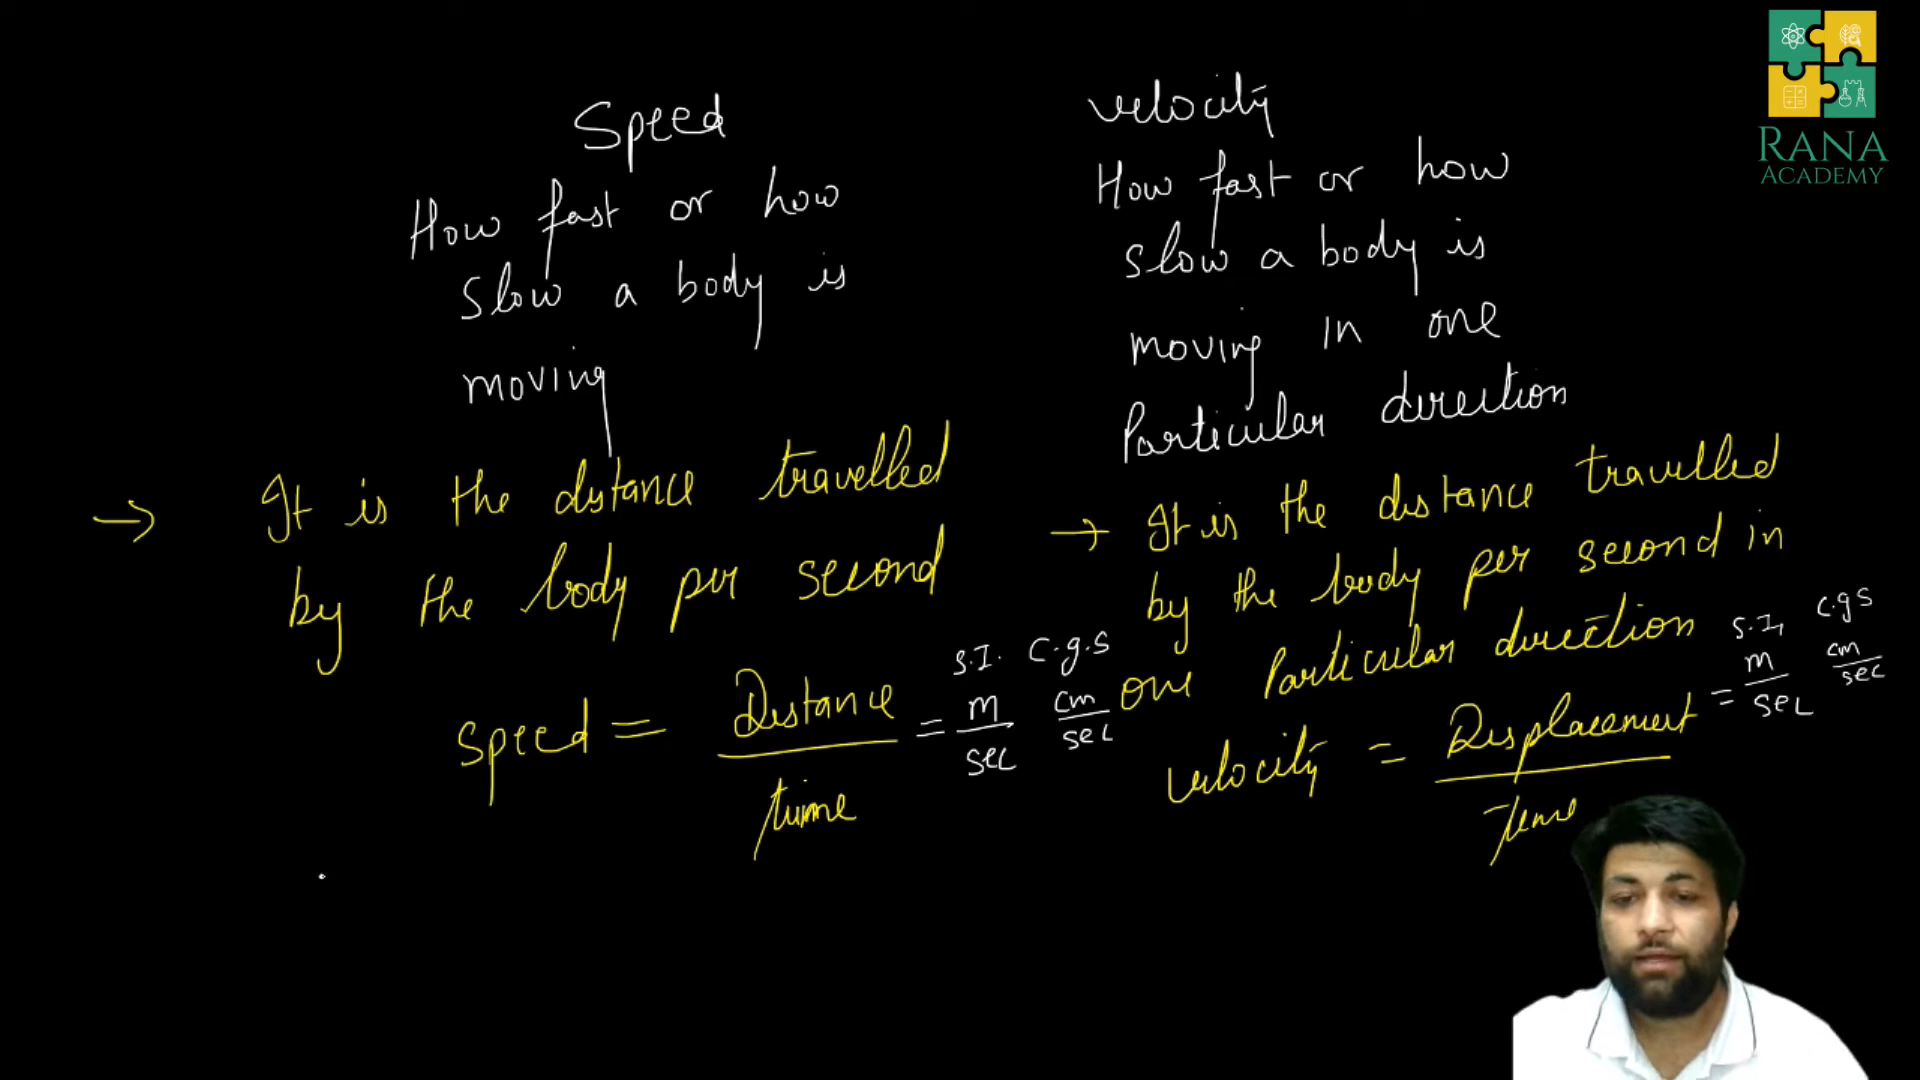 Speed
How fast or how
slow a body is
moving
→ It is the distance travelled
by the body per second
Speed = Distance / time = m / sec cm / sec
S.I. C.g.s
velocity
How fast or how
slow a body is
moving in one
Particular direction
→ It is the distance travelled
by the body per second in
one Particular direction
velocity = Displacement / Time = m / sec cm / sec
S.I. C.g.s
RANA
ACADEMY